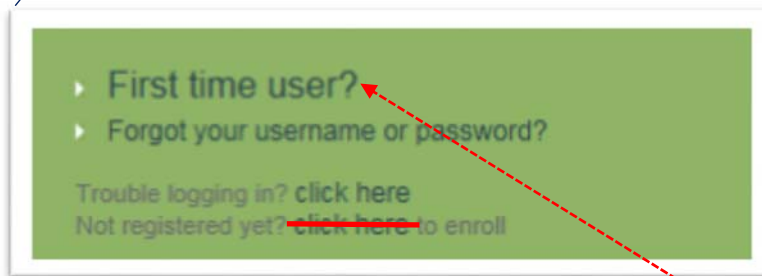 First time user?
Forgot your username or password?
Trouble logging in? click here
Not registered yet? click here to enroll